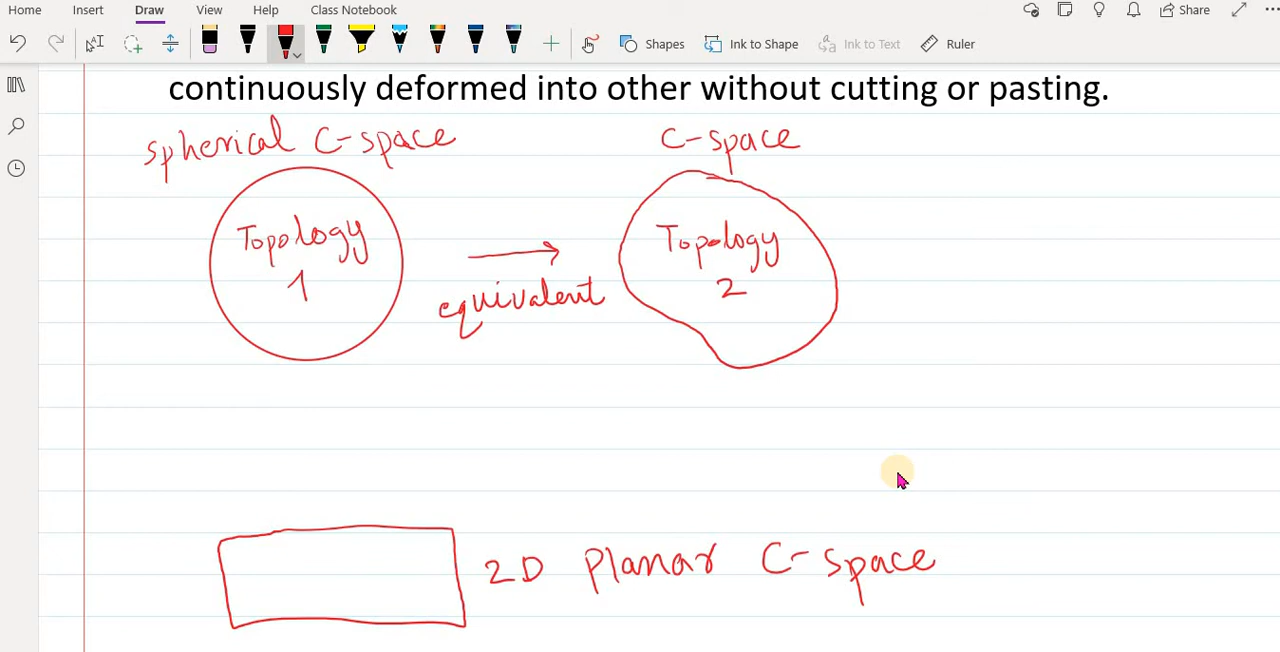 Home Insert Draw View Help Class Notebook
Share
Shapes Ink to Shape Ink to Text Ruler
continuously deformed into other without cutting or pasting.
spherical C-space
C-space
Topology
1
equivalent
Topology
2
2D Planar C-space